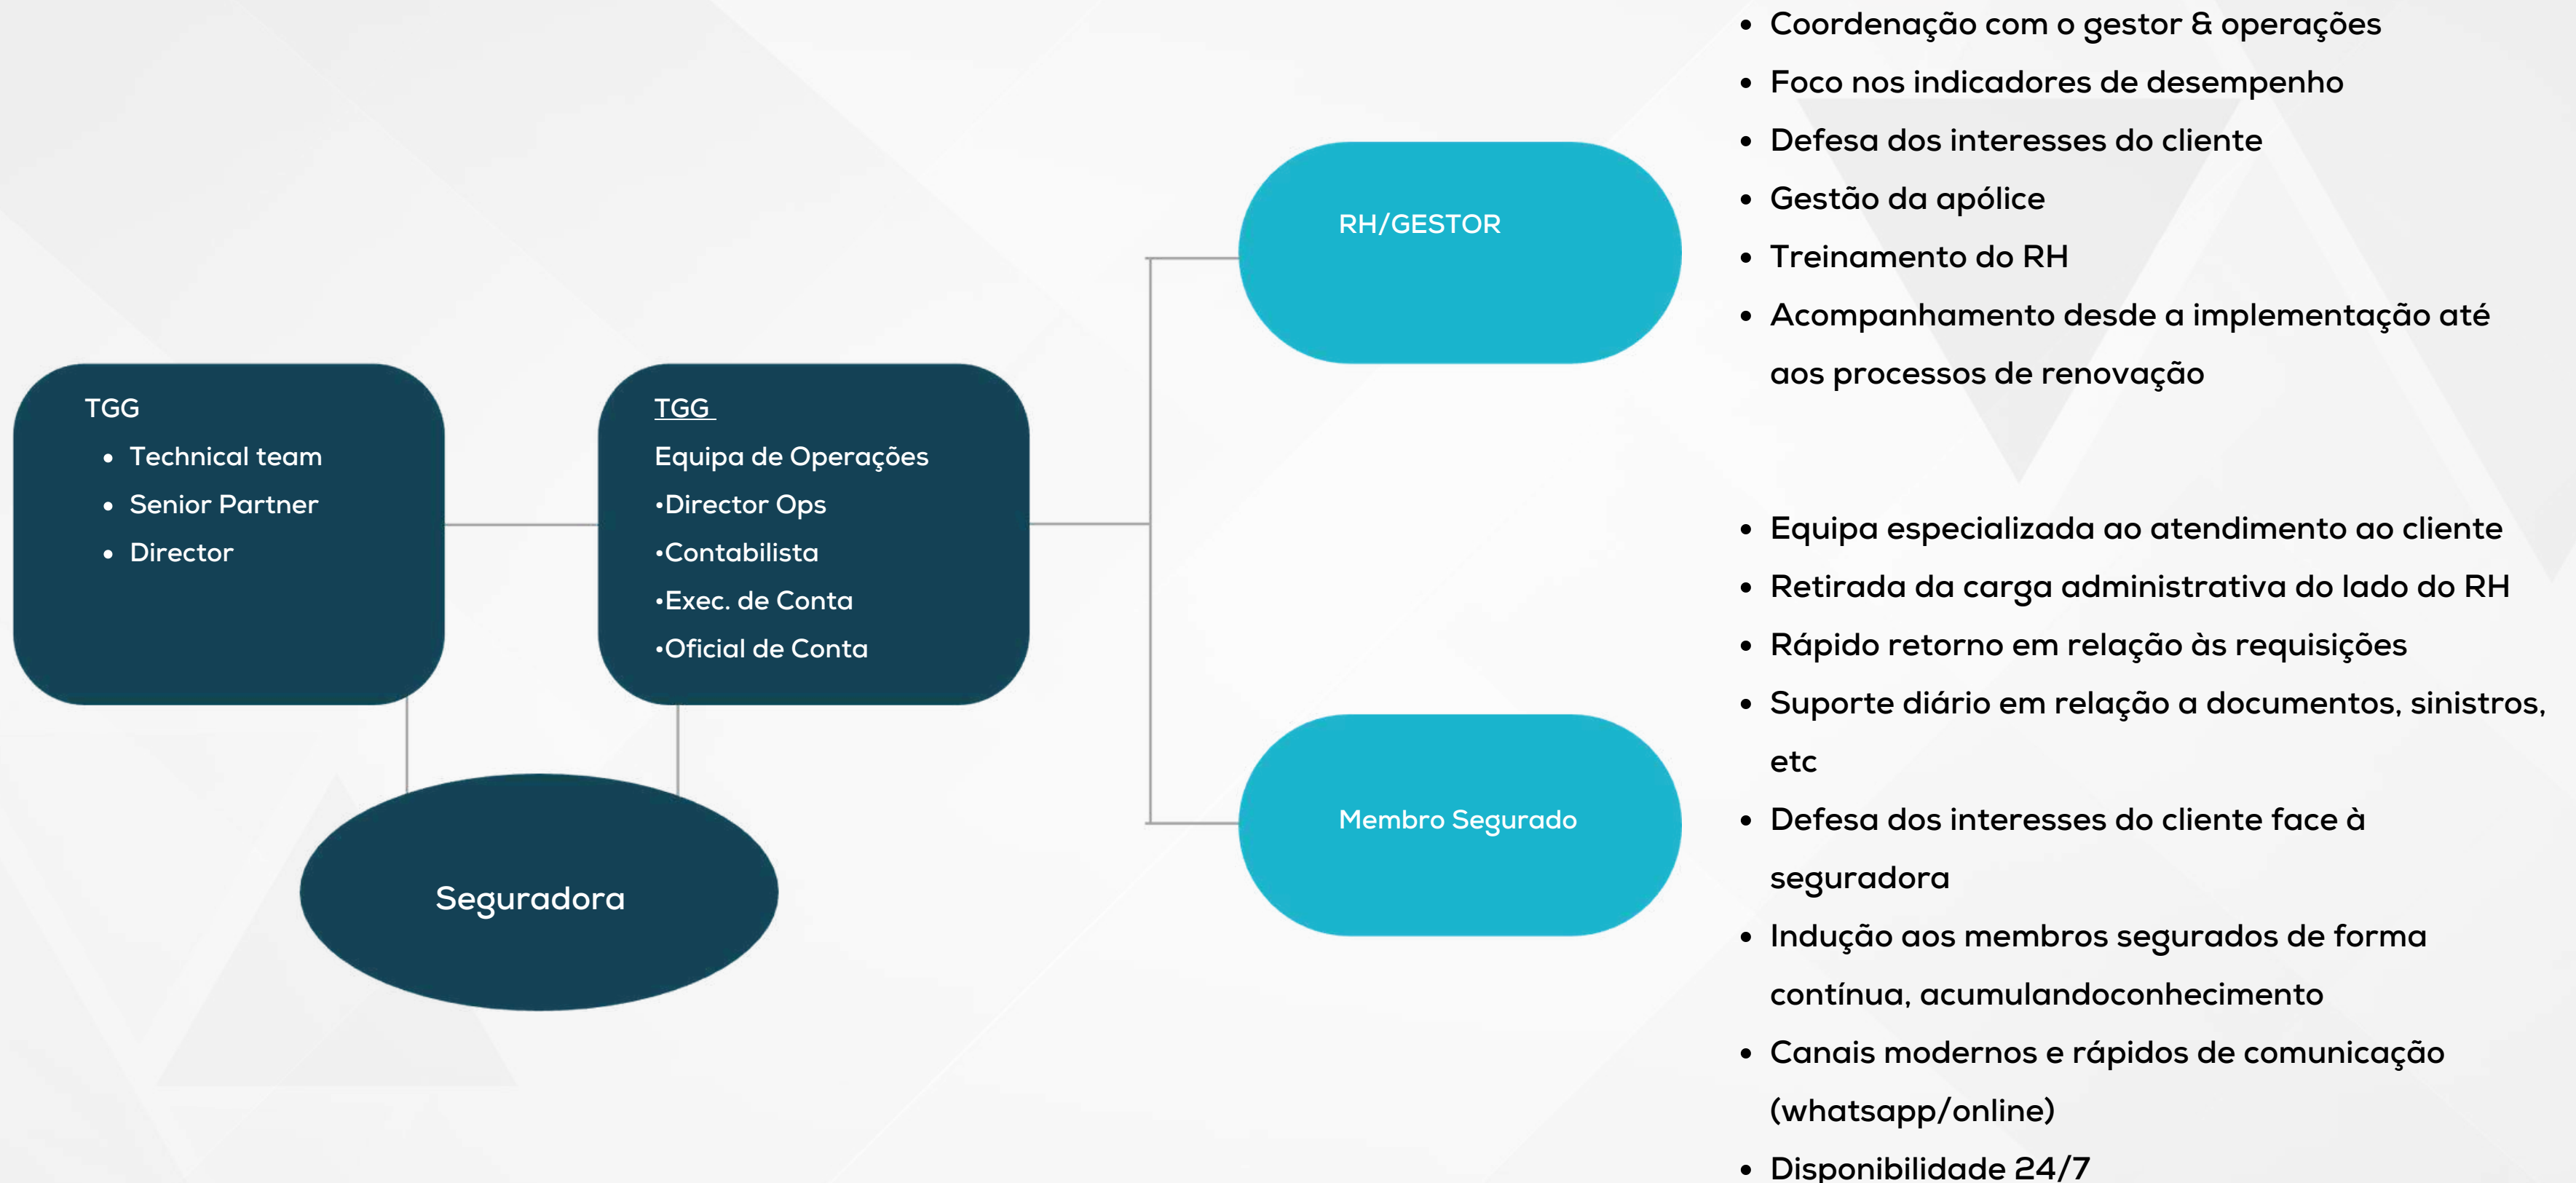 TGG
• Technical team
• Senior Partner
• Director
TGG
Equipa de Operações
•Director Ops
•Contabilista
•Exec. de Conta
•Oficial de Conta
Seguradora
RH/GESTOR
Membro Segurado
• Coordenação com o gestor & operações
• Foco nos indicadores de desempenho
• Defesa dos interesses do cliente
• Gestão da apólice
• Treinamento do RH
• Acompanhamento desde a implementação até
aos processos de renovação
• Equipa especializada ao atendimento ao cliente
• Retirada da carga administrativa do lado do RH
• Rápido retorno em relação às requisições
• Suporte diário em relação a documentos, sinistros,
etc
• Defesa dos interesses do cliente face à
seguradora
• Indução aos membros segurados de forma
contínua, acumulandoconhecimento
• Canais modernos e rápidos de comunicação
(whatsapp/online)
• Disponibilidade 24/7